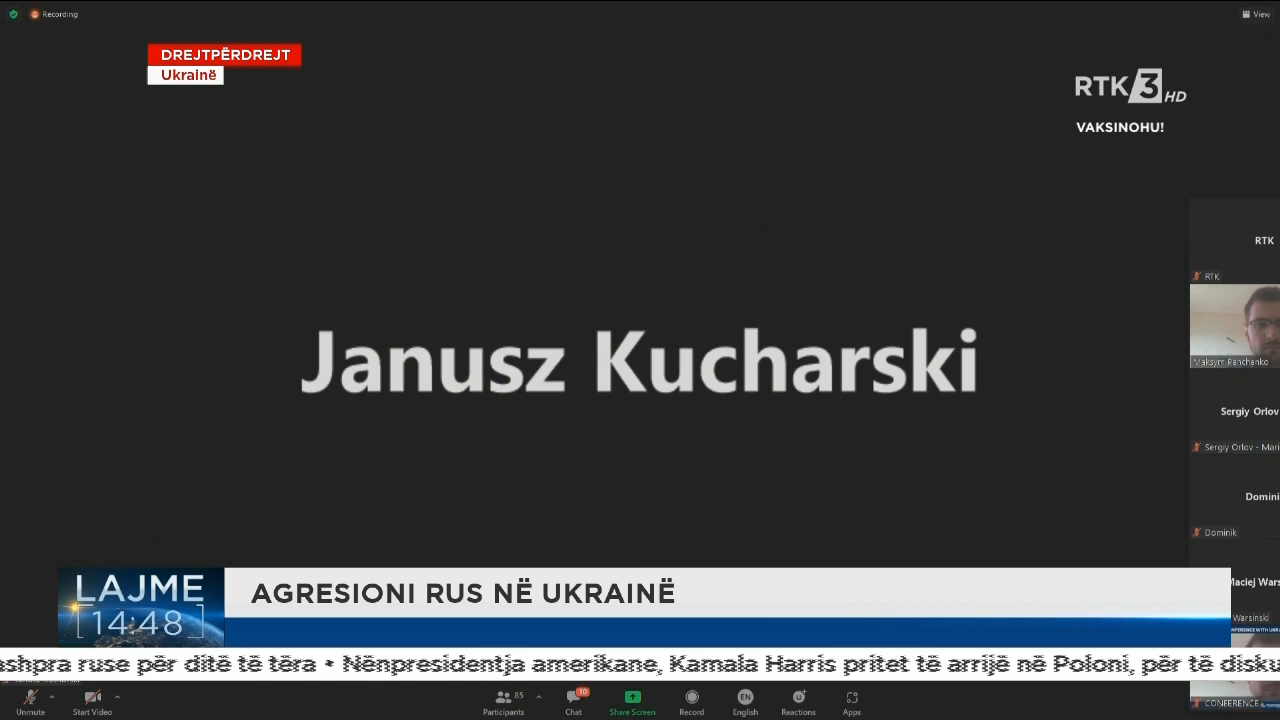 Recording
View
DREJTPËRDREJT
Ukrainë
RTK 3 HD
VAKSINOHU!
RTK
RTK
Janusz Kucharski
Maksym Panchenko
Sergiy Orlov
Sergiy Orlov - Mari
Domini
Dominik
Maciej Wars
Warsinski
LAJME
14:48
AGRESIONI RUS NË UKRAINË
ashpra ruse për ditë të tëra • Nënpresidentja amerikane, Kamala Harris pritet të arrijë në Poloni, për të disku
Unmute
Start Video
Participants
85
Chat
10
Share Screen
Record
EN
English
Reactions
Apps
CONFERENCE